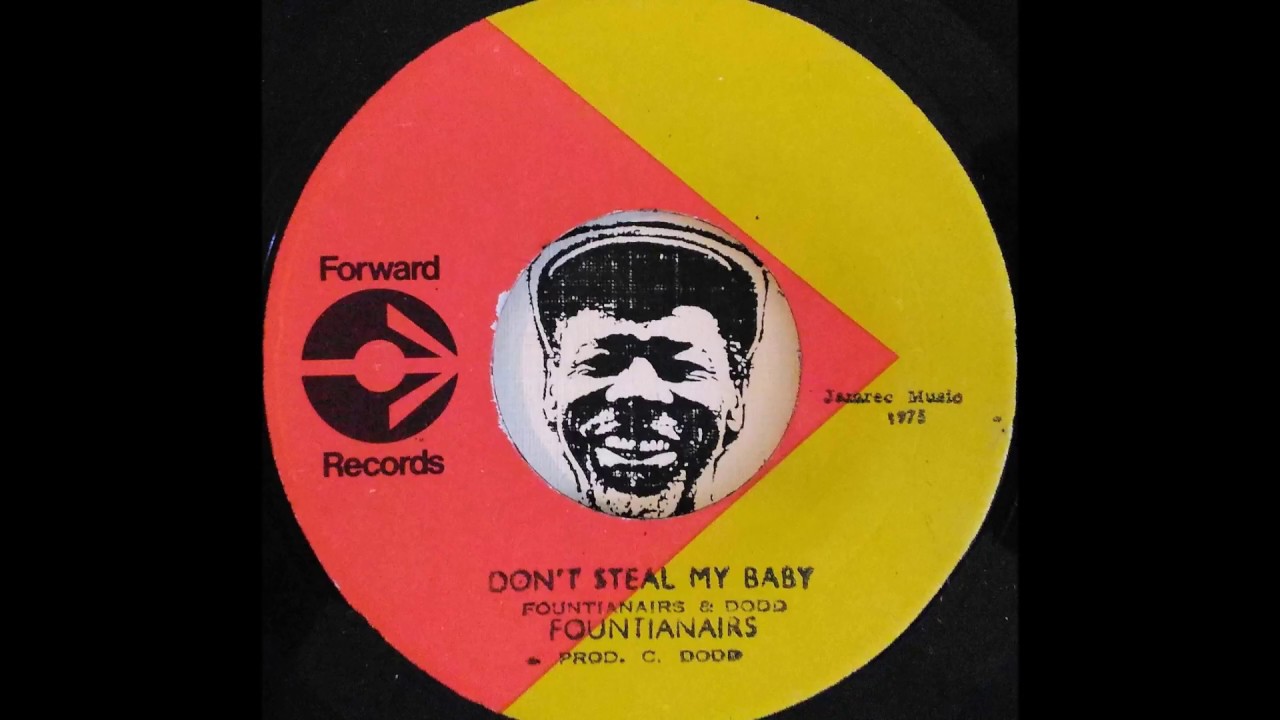 Forward
Records
Jamrec Music
1975
DON'T STEAL MY BABY
FOUNTIANAIRS & DODD
FOUNTIANAIRS
PROD. C. DODD